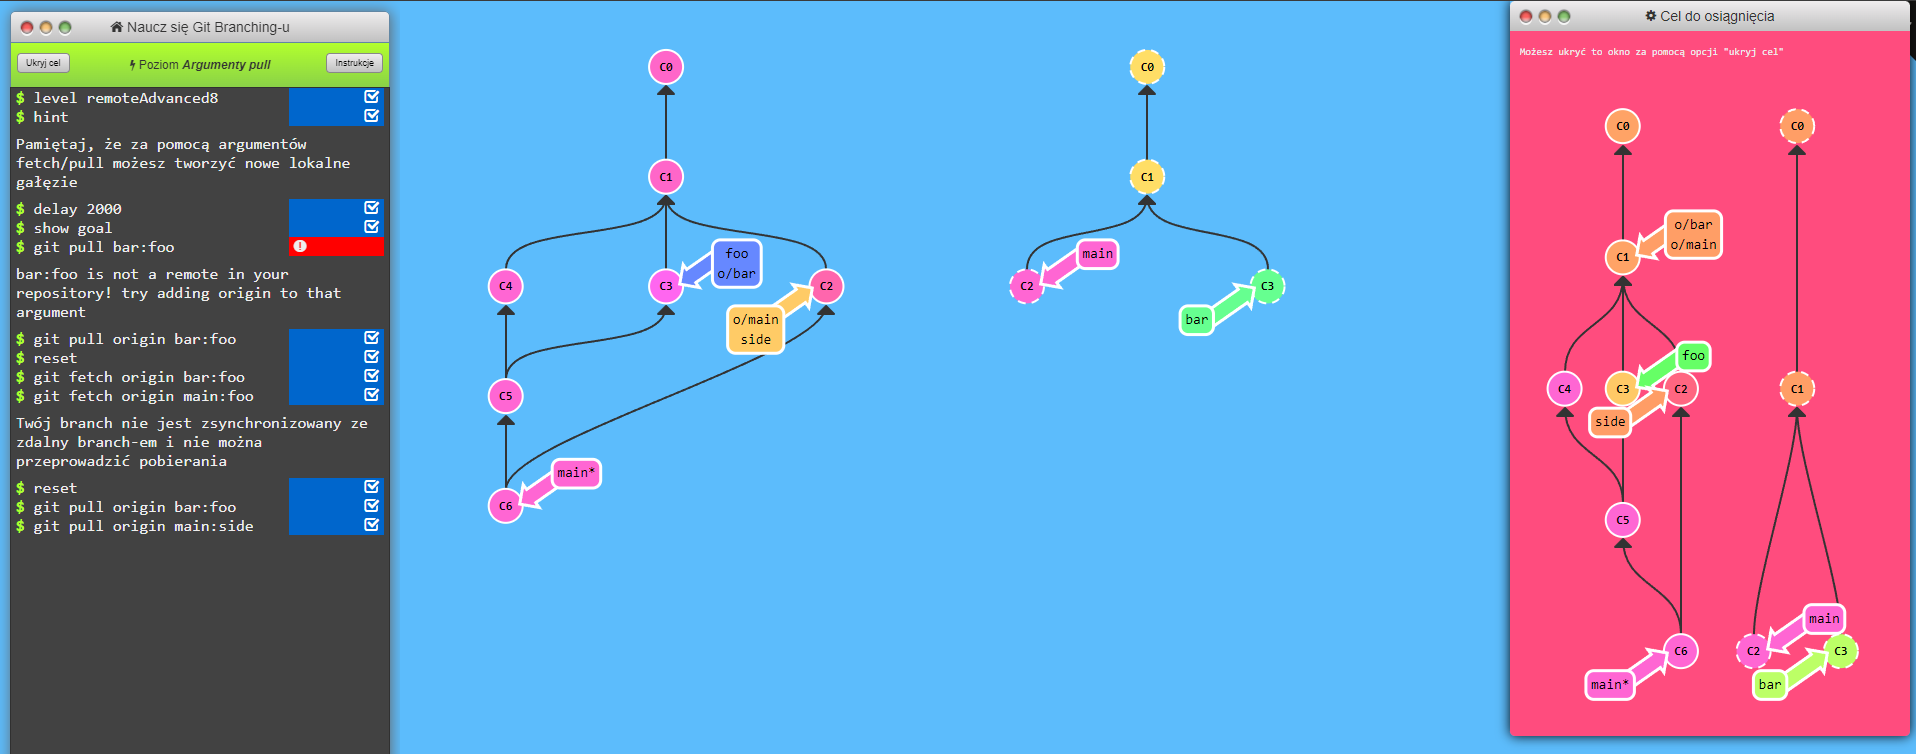 Naucz się Git Branching-u
Ukryj cel
Poziom Argumenty pull
Instrukcje
$ level remoteAdvanced8
$ hint
Pamiętaj, że za pomocą argumentów
fetch/pull możesz tworzyć nowe lokalne
gałęzie
$ delay 2000
$ show goal
$ git pull bar:foo
bar:foo is not a remote in your
repository! try adding origin to that
argument
$ git pull origin bar:foo
$ reset
$ git fetch origin bar:foo
$ git fetch origin main:foo
Twój branch nie jest zsynchronizowany ze
zdalny branch-em i nie można
przeprowadzić pobierania
$ reset
$ git pull origin bar:foo
$ git pull origin main:side
C0
C1
foo
o/bar
C4
C3
C2
o/main
side
C5
main*
C6
C0
C1
main
C2
C3
bar
Cel do osiągnięcia
Możesz ukryć to okno za pomocą opcji "ukryj cel"
C0
C0
o/bar
o/main
C1
foo
C4
C3
C2
C1
side
C5
main
C6
C2
C3
main*
bar